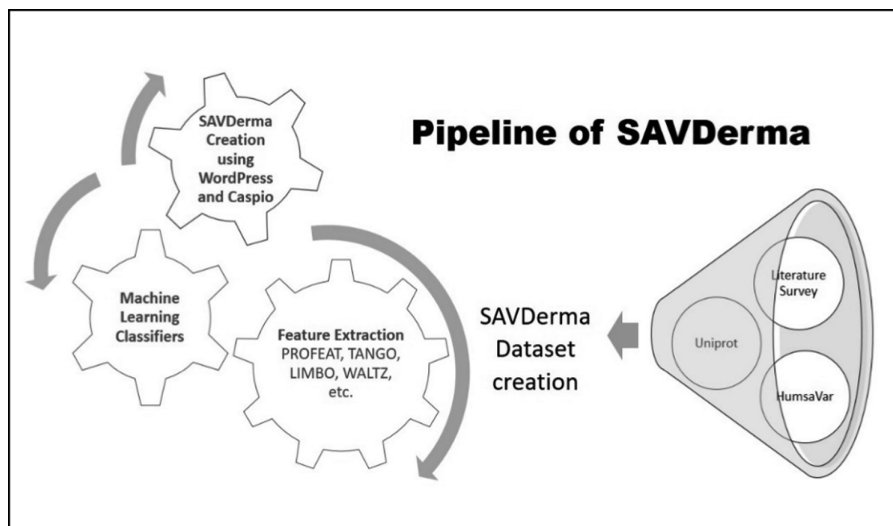 Pipeline of SAVDerma
SAVDerma
Creation
using
WordPress
and Caspio
Machine
Learning
Classifiers
Feature Extraction
PROFEAT, TANGO,
LIMBO, WALTZ,
etc.
SAVDerma
Dataset
creation
Literature
Survey
Uniprot
HumsaVar